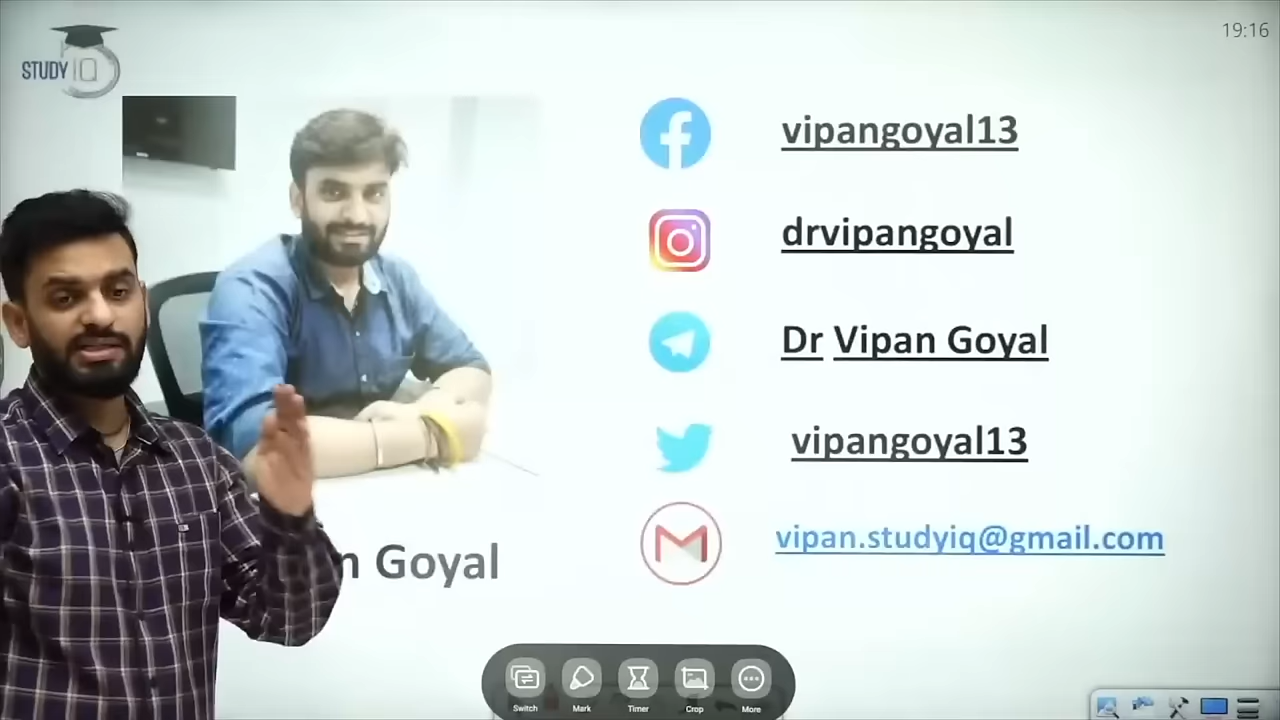 19:16
STUDY IQ
vipangoyal13
drvipangoyal
Dr Vipan Goyal
vipangoyal13
vipan.studyiq@gmail.com
n Goyal
Switch
Mark
Timer
Crop
More